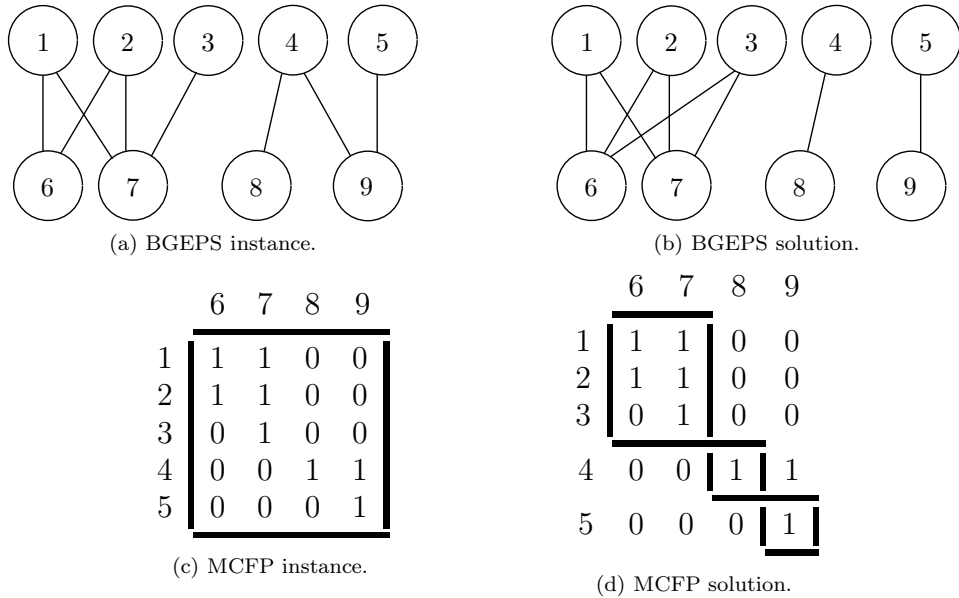 1 2 3 4 5
6 7 8 9
(a) BGEPS instance.
1 2 3 4 5
6 7 8 9
(b) BGEPS solution.
6 7 8 9
1 1 1 0 0
2 1 1 0 0
3 0 1 0 0
4 0 0 1 1
5 0 0 0 1
(c) MCFP instance.
6 7 8 9
1 1 1 0 0
2 1 1 0 0
3 0 1 0 0
4 0 0 1 1
5 0 0 0 1
(d) MCFP solution.